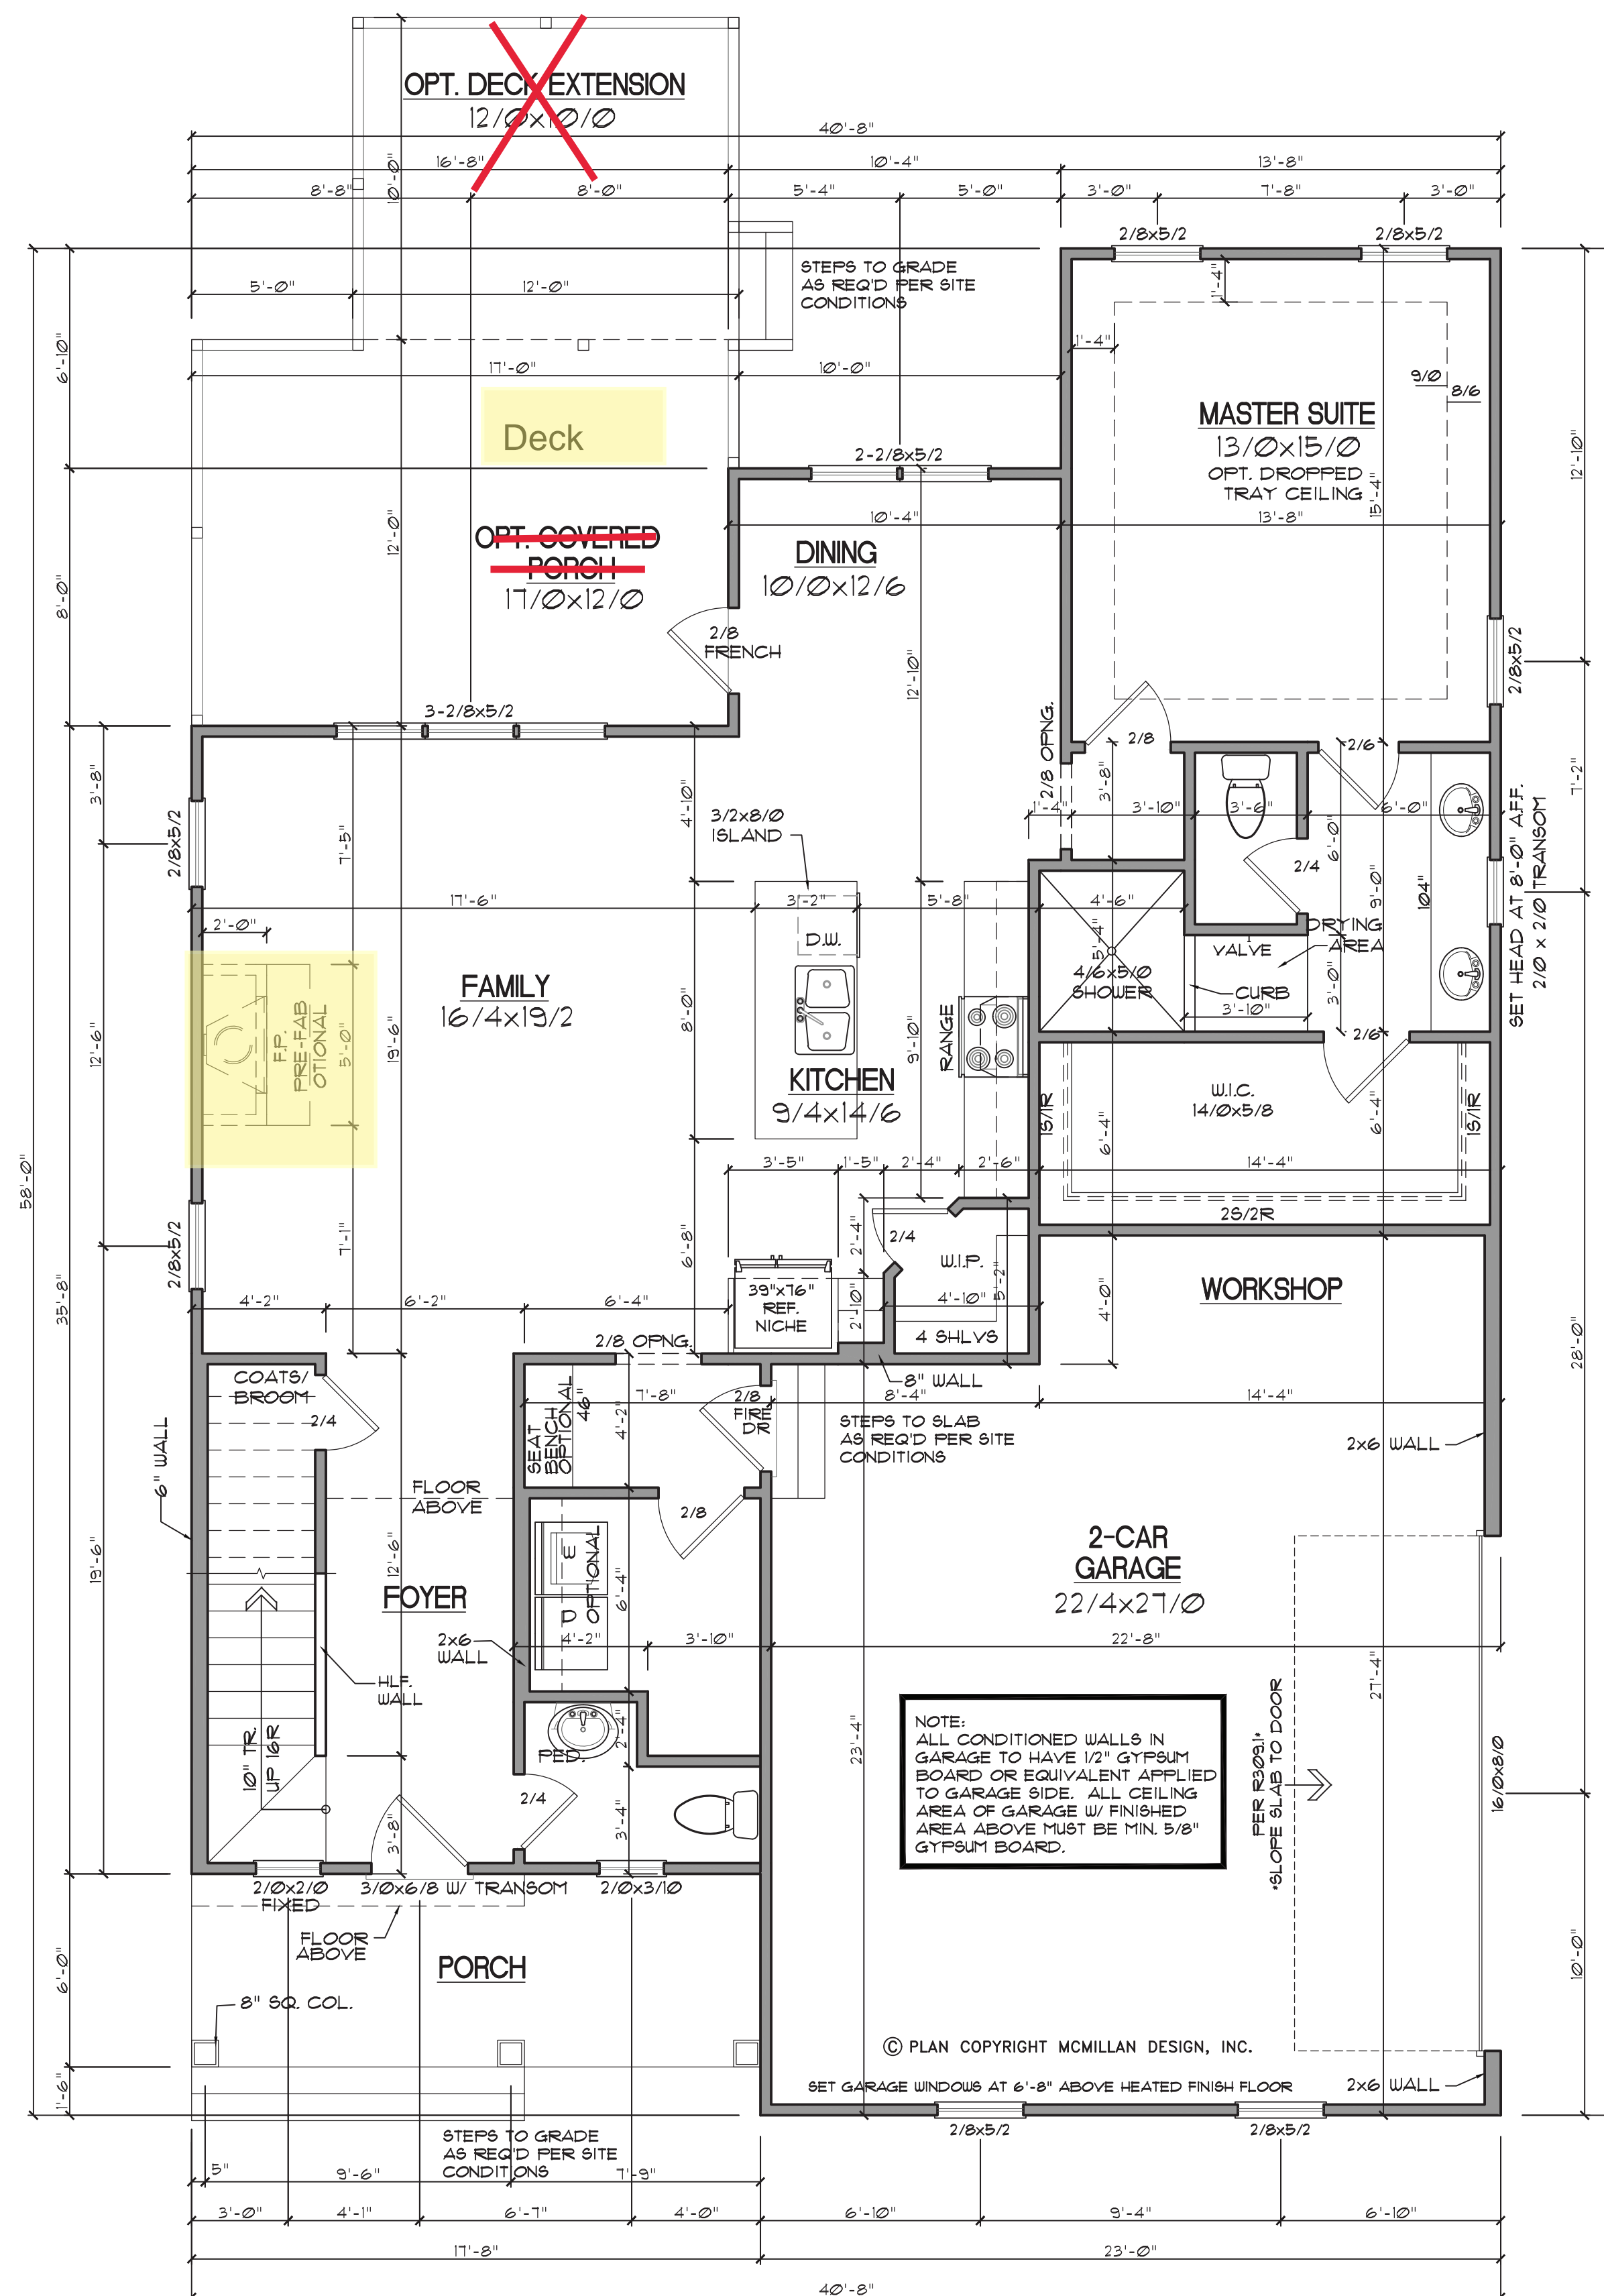 OPT. DECK EXTENSION
12/0x10/0
40'-8"
16'-8"
10'-4"
13'-8"
8'-8"
8'-0"
5'-4"
5'-0"
3'-0"
7'-8"
3'-0"
10'-0"
2/8x5/2
2/8x5/2
STEPS TO GRADE
AS REQ'D PER SITE
CONDITIONS
5'-0"
12'-0"
1'-4"
1'-4"
6'-10"
17'-0"
10'-0"
9/0
8/6
Deck
MASTER SUITE
13/0x15/0
OPT. DROPPED
TRAY CEILING
12'-10"
2-2/8x5/2
15'-4"
10'-4"
13'-8"
12'-0"
OPT. COVERED
PORCH
17/0x12/0
DINING
10/0x12/6
8'-0"
2/8
FRENCH
12'-10"
2/8x5/2
3-2/8x5/2
2/8 OPNG.
2/8
2/6
3'-8"
7'-2"
3'-8"
1'-4"
3'-10"
3'-6"
6'-0"
4'-10"
3/2x8/0
ISLAND
2/8x5/2
7'-5"
2/4
6'-0"
SET HEAD AT 8'-0" A.F.F.
2/0 x 2/0 TRANSOM
17'-6"
3'-2"
5'-8"
4'-6"
9'-0"
104"
2'-0"
D.W.
5'-4"
VALVE
DRYING
AREA
4/6x5/0
SHOWER
CURB
3'-0"
3'-10"
FAMILY
16/4x19/2
F.P.
PRE-FAB
OTIONAL
5'-0"
19'-6"
8'-0"
12'-6"
9'-10"
RANGE
2/6
KITCHEN
9/4x14/6
W.I.C.
14/0x5/8
1S/1R
1S/1R
6'-4"
6'-4"
3'-5"
1'-5"
2'-4"
2'-6"
14'-4"
2S/2R
58'-0"
35'-8"
2/8x5/2
7'-1"
6'-8"
2'-4"
2/4
W.I.P.
5'-2"
WORKSHOP
4'-2"
6'-2"
6'-4"
39"x76"
REF.
NICHE
2'-10"
4'-10"
4'-0"
4 SHLVS
28'-0"
2/8 OPNG.
8" WALL
COATS/
BROOM
2/4
SEAT
BENCH
OPTIONAL
46"
7'-8"
4'-2"
2/8
FIRE
DR
8'-4"
14'-4"
STEPS TO SLAB
AS REQ'D PER SITE
CONDITIONS
2x6 WALL
6" WALL
FLOOR
ABOVE
2/8
19'-6"
12'-6"
2-CAR
GARAGE
22/4x27/0
FOYER
E
D
OPTIONAL
6'-4"
2x6
WALL
4'-2"
3'-10"
22'-8"
HLF.
WALL
10" TR.
UP 16R
27'-4"
23'-4"
NOTE:
ALL CONDITIONED WALLS IN
GARAGE TO HAVE 1/2" GYPSUM
BOARD OR EQUIVALENT APPLIED
TO GARAGE SIDE. ALL CEILING
AREA OF GARAGE W/ FINISHED
AREA ABOVE MUST BE MIN. 5/8"
GYPSUM BOARD.
PER R309.1*
*SLOPE SLAB TO DOOR
16/0x8/0
PED.
2'-4"
2/4
3'-4"
3'-8"
2/0x2/0
FIXED
3/0x6/8 W/ TRANSOM
2/0x3/10
FLOOR
ABOVE
PORCH
6'-0"
10'-0"
8" SQ. COL.
© PLAN COPYRIGHT MCMILLAN DESIGN, INC.
SET GARAGE WINDOWS AT 6'-8" ABOVE HEATED FINISH FLOOR
2x6 WALL
1'-6"
2/8x5/2
2/8x5/2
STEPS TO GRADE
AS REQ'D PER SITE
CONDITIONS
5"
9'-6"
7'-9"
3'-0"
4'-1"
6'-7"
4'-0"
6'-10"
9'-4"
6'-10"
17'-8"
23'-0"
40'-8"